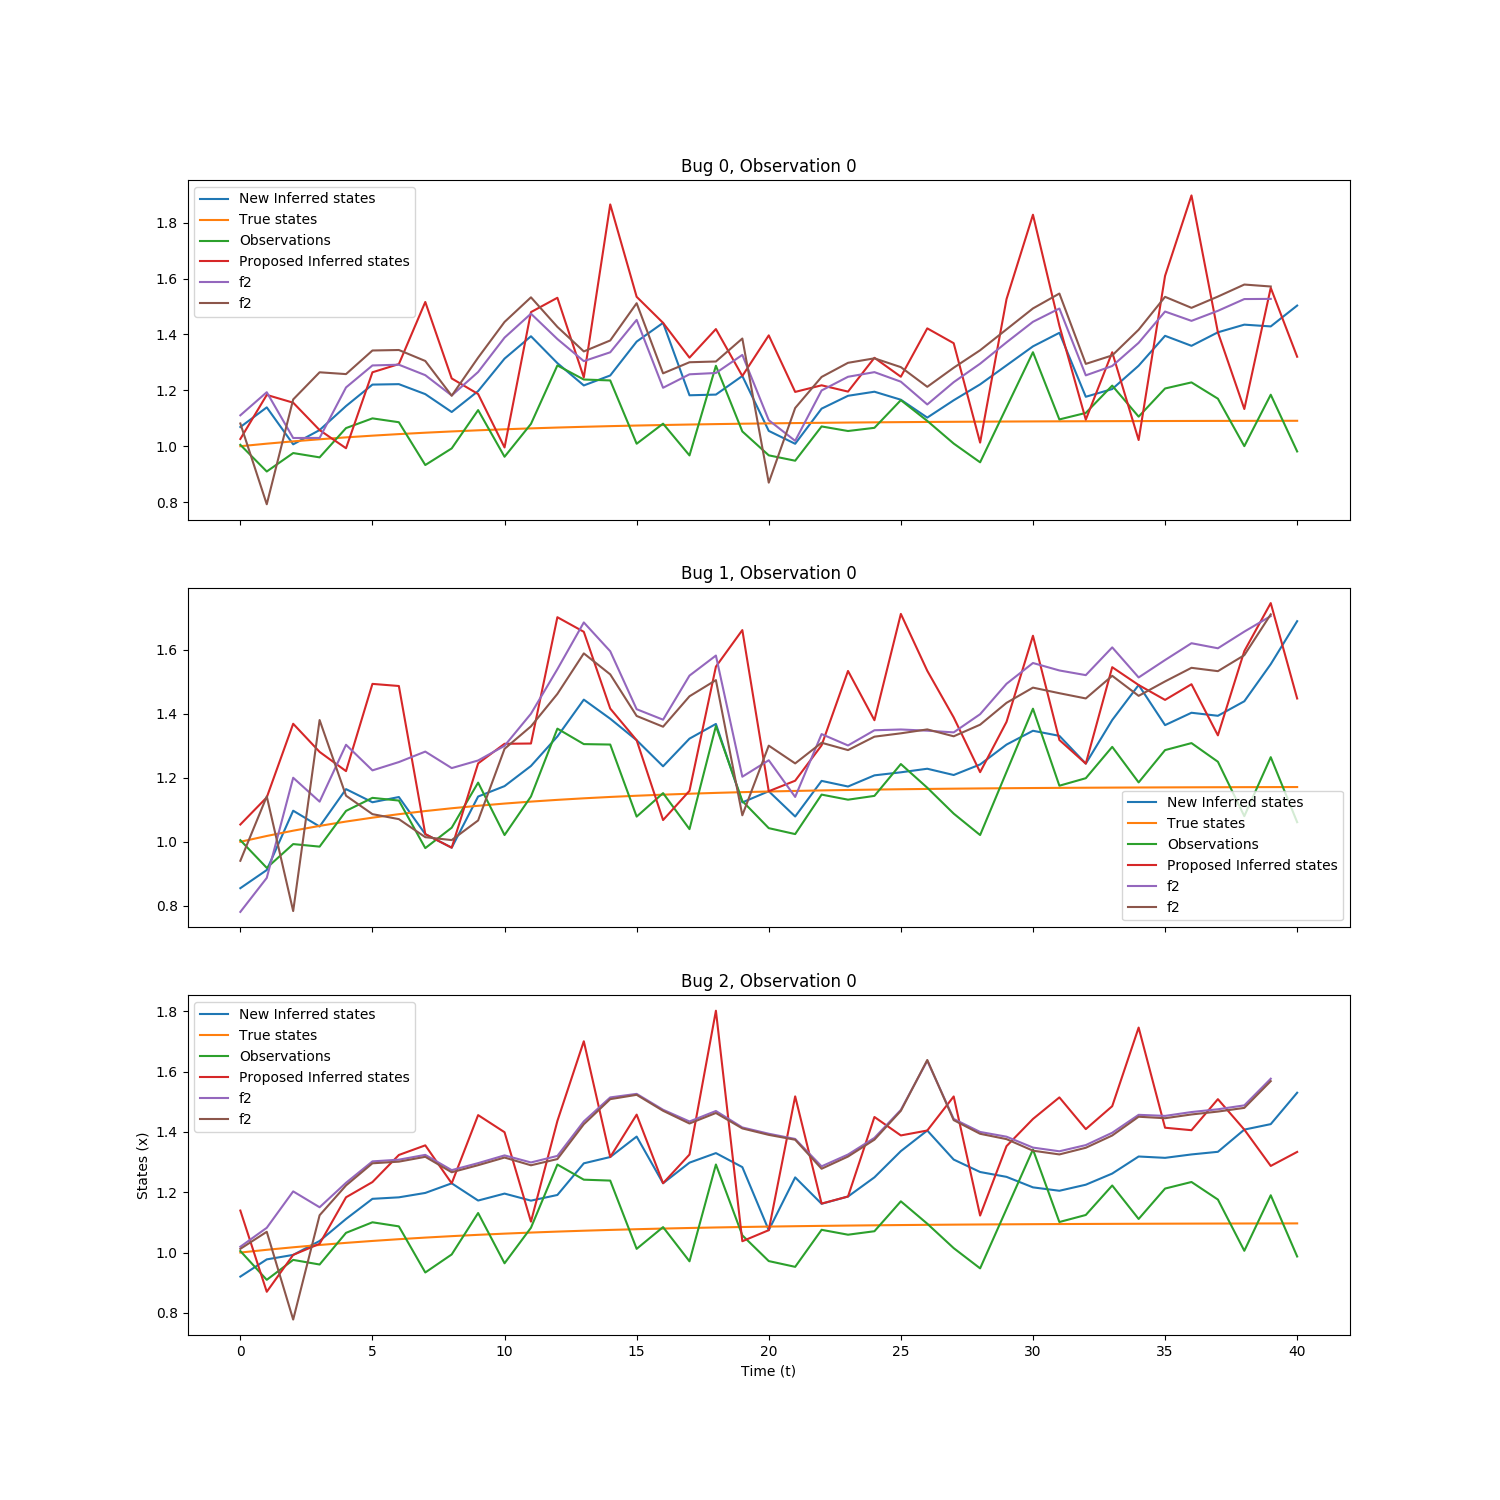 Bug 0, Observation 0
New Inferred states
True states
Observations
Proposed Inferred states
f2
f2
1.8
1.6
1.4
1.2
1.0
0.8
Bug 1, Observation 0
1.6
1.4
1.2
1.0
0.8
New Inferred states
True states
Observations
Proposed Inferred states
f2
f2
Bug 2, Observation 0
New Inferred states
True states
Observations
Proposed Inferred states
f2
f2
1.8
1.6
1.4
1.2
1.0
0.8
States (x)
0 5 10 15 20 25 30 35 40
Time (t)